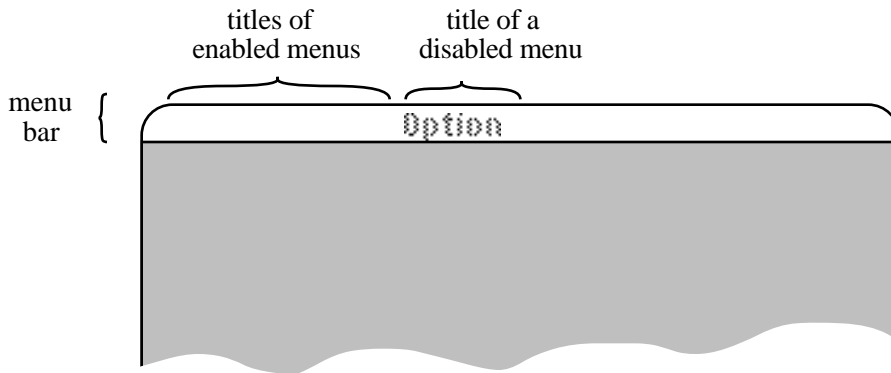 titles of
enabled menus
title of a
disabled menu
menu
bar
Option